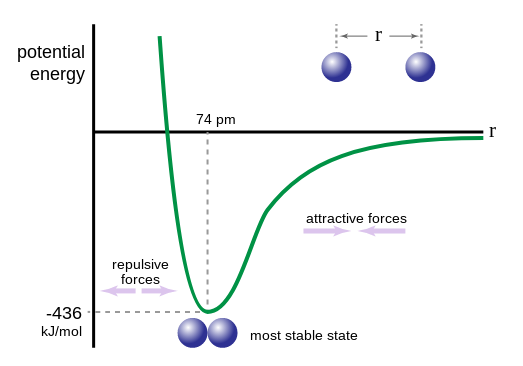 potential
energy
r
74 pm
r
attractive forces
repulsive
forces
-436
kJ/mol
most stable state